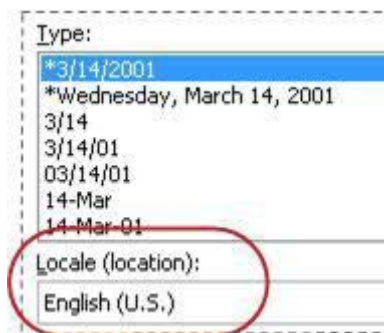 Type:
*3/14/2001
*Wednesday, March 14, 2001
3/14
3/14/01
03/14/01
14-Mar
14-Mar-01
Locale (location):
English (U.S.)